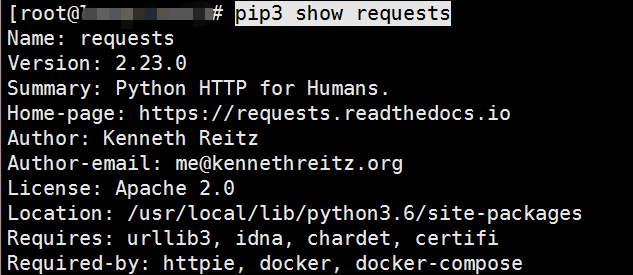 [root@ # pip3 show requests
Name: requests
Version: 2.23.0
Summary: Python HTTP for Humans.
Home-page: https://requests.readthedocs.io
Author: Kenneth Reitz
Author-email: me@kennethreitz.org
License: Apache 2.0
Location: /usr/local/lib/python3.6/site-packages
Requires: urllib3, idna, chardet, certifi
Required-by: httpie, docker, docker-compose